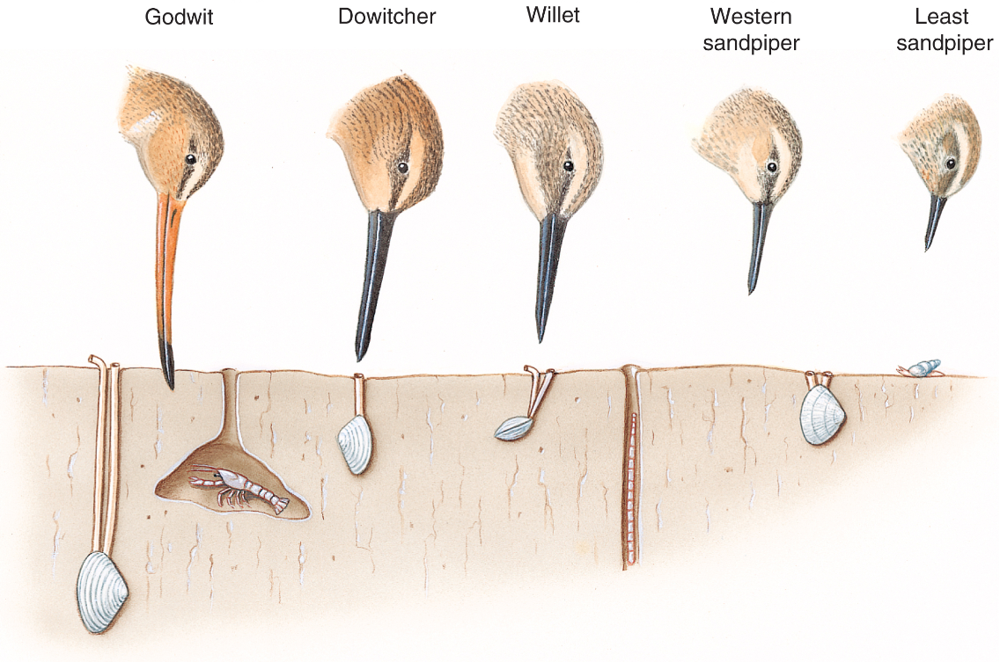 Godwit
Dowitcher
Willet
Western
sandpiper
Least
sandpiper